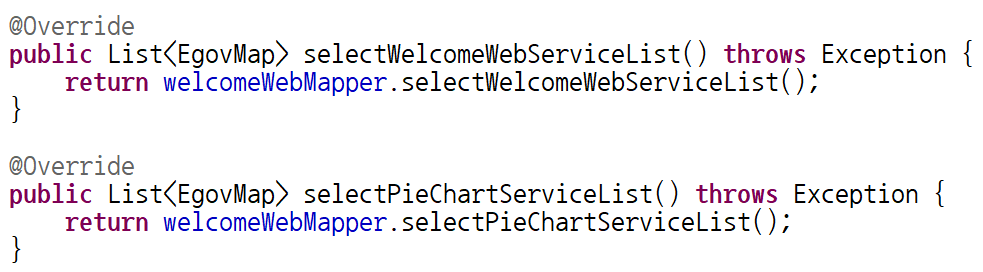 @Override
public List<EgovMap> selectWelcomeWebServiceList() throws Exception {
    return welcomeWebMapper.selectWelcomeWebServiceList();
}

@Override
public List<EgovMap> selectPieChartServiceList() throws Exception {
    return welcomeWebMapper.selectPieChartServiceList();
}